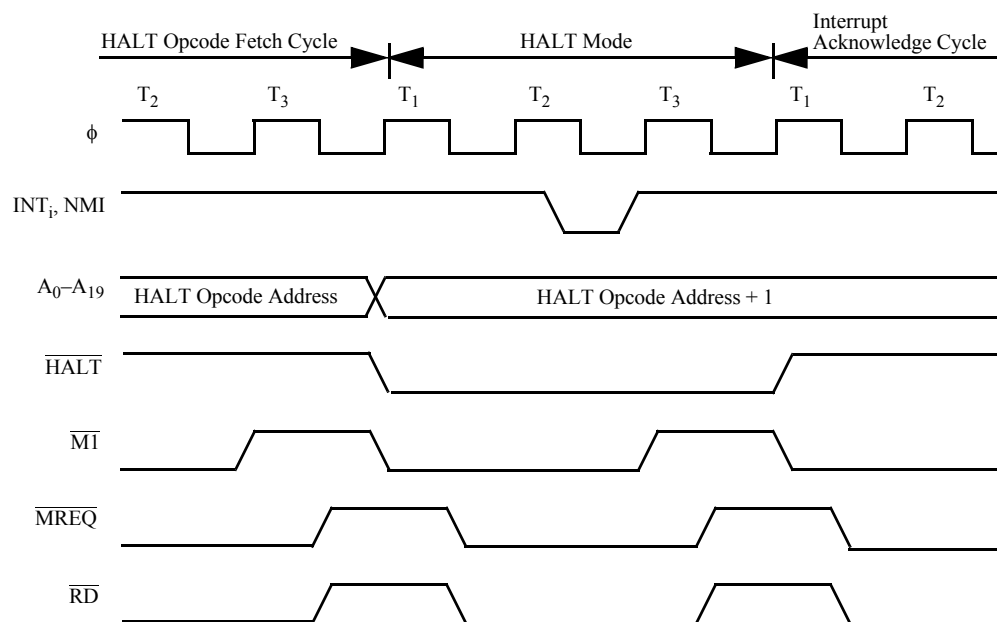 HALT Opcode Fetch Cycle
HALT Mode
Interrupt
Acknowledge Cycle
T2 T3 T1 T2 T3 T1 T2
ϕ
INTi, NMI
A0–A19
HALT Opcode Address
HALT Opcode Address + 1
HALT
M1
MREQ
RD